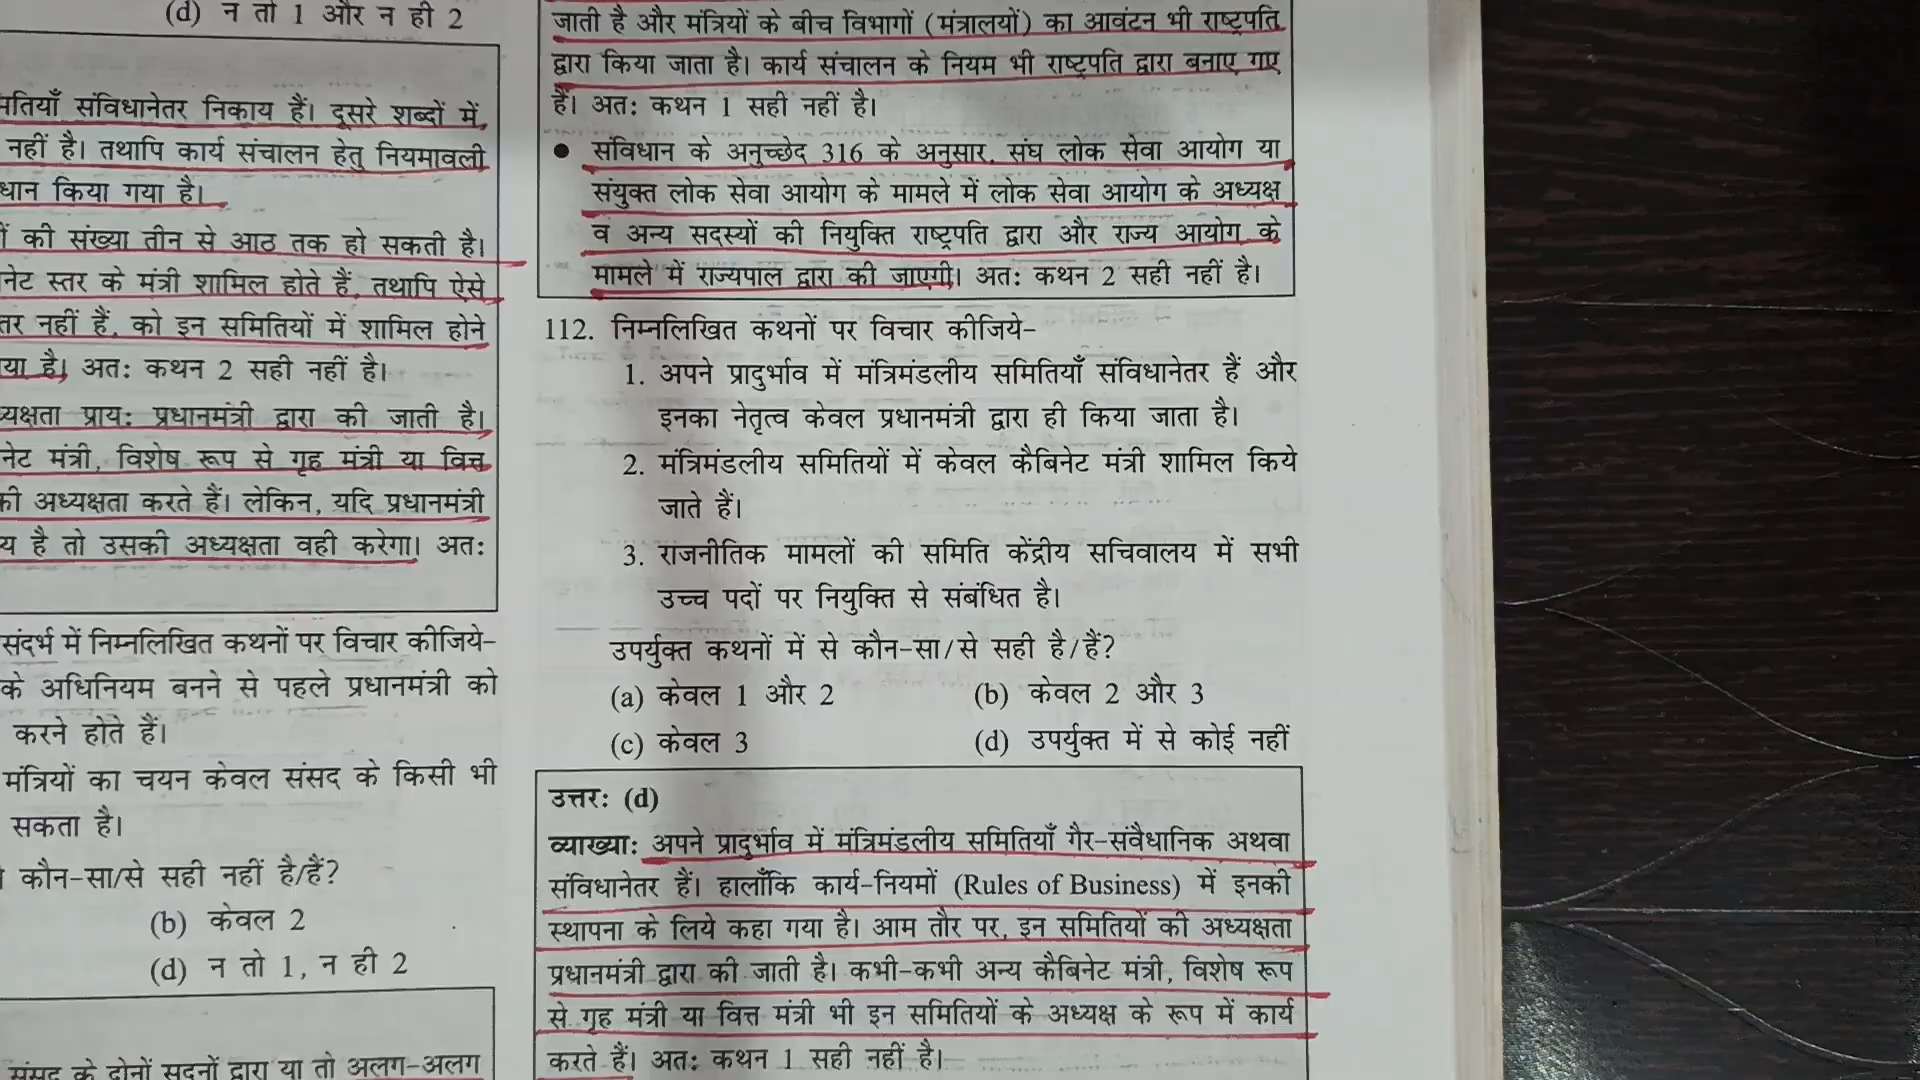 (d) न तो 1 और न ही 2
मतियाँ संविधानेतर निकाय हैं। दूसरे शब्दों में,
नहीं है। तथापि कार्य संचालन हेतु नियमावली
धान किया गया है।
की संख्या तीन से आठ तक हो सकती है।
नेट स्तर के मंत्री शामिल होते हैं, तथापि ऐसे
तर नहीं हैं, को इन समितियों में शामिल होने
या है। अतः कथन 2 सही नहीं है।
यक्षता प्रायः प्रधानमंत्री द्वारा की जाती है।
नेट मंत्री, विशेष रूप से गृह मंत्री या वित्त
की अध्यक्षता करते हैं। लेकिन, यदि प्रधानमंत्री
य है तो उसकी अध्यक्षता वही करेगा। अतः
संदर्भ में निम्नलिखित कथनों पर विचार कीजिये-
के अधिनियम बनने से पहले प्रधानमंत्री को
करने होते हैं।
मंत्रियों का चयन केवल संसद के किसी भी
सकता है।
कौन-सा/से सही नहीं है/हैं?
(b) केवल 2
(d) न तो 1, न ही 2
संसद के दोनों सदनों द्वारा या तो अलग-अलग
जाती है और मंत्रियों के बीच विभागों (मंत्रालयों) का आवंटन भी राष्ट्रपति
द्वारा किया जाता है। कार्य संचालन के नियम भी राष्ट्रपति द्वारा बनाए गए
हैं। अतः कथन 1 सही नहीं है।
● संविधान के अनुच्छेद 316 के अनुसार, संघ लोक सेवा आयोग या
संयुक्त लोक सेवा आयोग के मामले में लोक सेवा आयोग के अध्यक्ष
व अन्य सदस्यों की नियुक्ति राष्ट्रपति द्वारा और राज्य आयोग के
मामले में राज्यपाल द्वारा की जाएगी। अतः कथन 2 सही नहीं है।
112. निम्नलिखित कथनों पर विचार कीजिये-
1. अपने प्रादुर्भाव में मंत्रिमंडलीय समितियाँ संविधानेतर हैं और
इनका नेतृत्व केवल प्रधानमंत्री द्वारा ही किया जाता है।
2. मंत्रिमंडलीय समितियों में केवल कैबिनेट मंत्री शामिल किये
जाते हैं।
3. राजनीतिक मामलों की समिति केंद्रीय सचिवालय में सभी
उच्च पदों पर नियुक्ति से संबंधित है।
उपर्युक्त कथनों में से कौन-सा/से सही है/हैं?
(a) केवल 1 और 2 (b) केवल 2 और 3
(c) केवल 3 (d) उपर्युक्त में से कोई नहीं
उत्तरः (d)
व्याख्याः अपने प्रादुर्भाव में मंत्रिमंडलीय समितियाँ गैर-संवैधानिक अथवा
संविधानेतर हैं। हालाँकि कार्य-नियमों (Rules of Business) में इनकी
स्थापना के लिये कहा गया है। आम तौर पर, इन समितियों की अध्यक्षता
प्रधानमंत्री द्वारा की जाती है। कभी-कभी अन्य कैबिनेट मंत्री, विशेष रूप
से गृह मंत्री या वित्त मंत्री भी इन समितियों के अध्यक्ष के रूप में कार्य
करते हैं। अतः कथन 1 सही नहीं है।